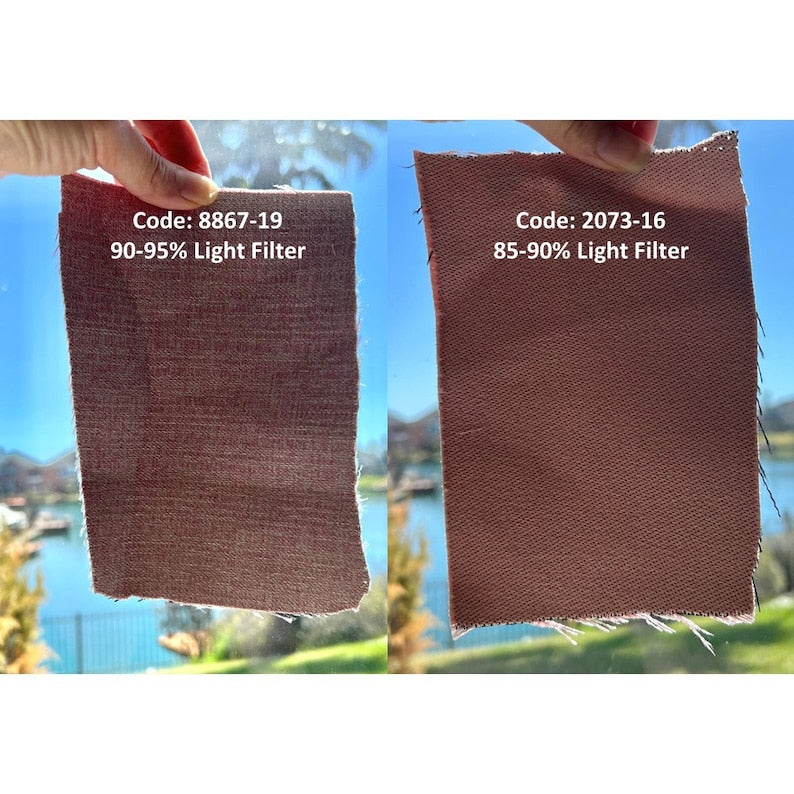 Code: 8867-19
90-95% Light Filter
Code: 2073-16
85-90% Light Filter